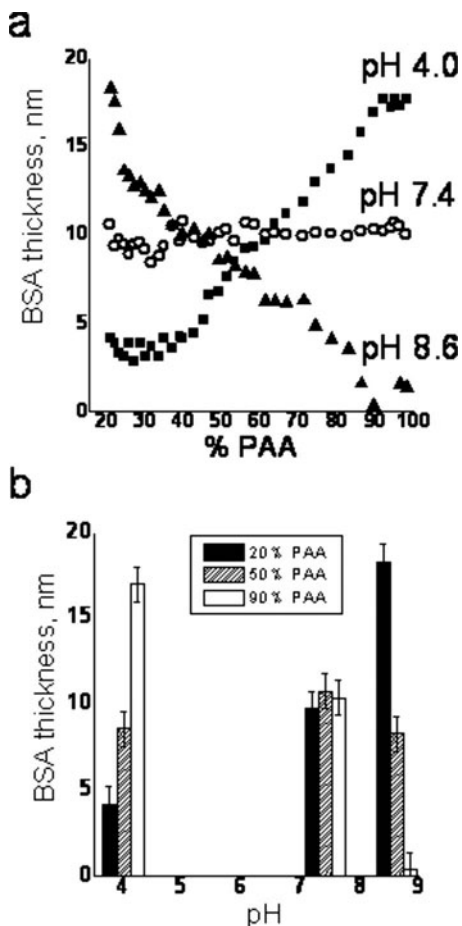 a
20
pH 4.0
15
pH 7.4
10
5
pH 8.6
0
BSA thickness, nm
20 30 40 50 60 70 80 90 100
% PAA
b
20
20% PAA
50% PAA
90% PAA
15
10
5
0
BSA thickness, nm
4 5 6 7 8 9
pH